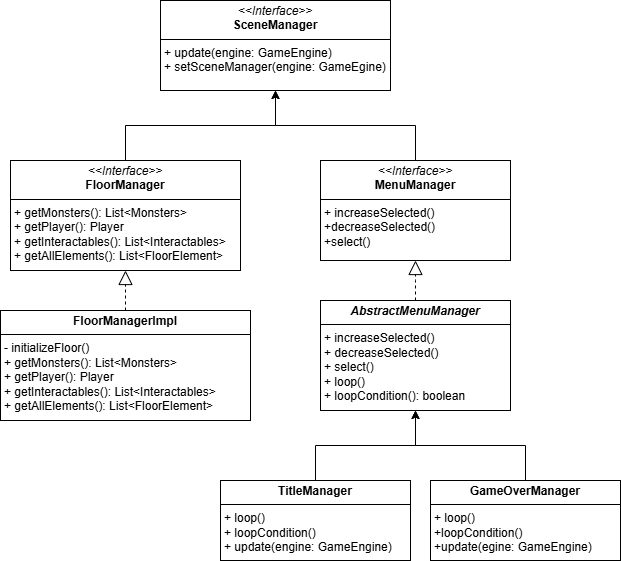 <<Interface>>
SceneManager
+ update(engine: GameEngine)
+ setSceneManager(engine: GameEgine)
<<Interface>>
FloorManager
+ getMonsters(): List<Monsters>
+ getPlayer(): Player
+ getInteractables(): List<Interactables>
+ getAllElements(): List<FloorElement>
<<Interface>>
MenuManager
+ increaseSelected()
+decreaseSelected()
+select()
FloorManagerImpl
- initializeFloor()
+ getMonsters(): List<Monsters>
+ getPlayer(): Player
+ getInteractables(): List<Interactables>
+ getAllElements(): List<FloorElement>
AbstractMenuManager
+ increaseSelected()
+ decreaseSelected()
+ select()
+ loop()
+ loopCondition(): boolean
TitleManager
+ loop()
+ loopCondition()
+ update(engine: GameEngine)
GameOverManager
+ loop()
+loopCondition()
+update(egine: GameEngine)